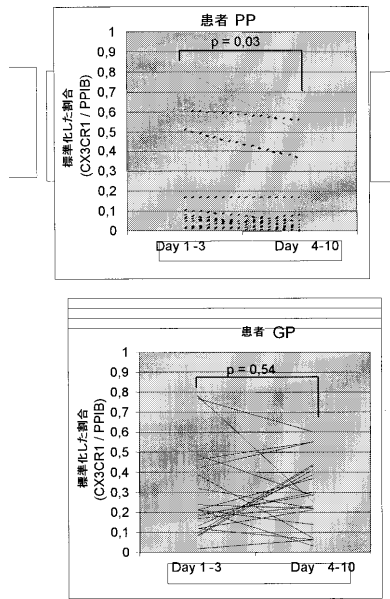 患者 PP
p = 0,03
標準化した割合
(CX3CR1 / PPIB)
1
0,9
0,8
0,7
0,6
0,5
0,4
0,3
0,2
0,1
0
Day 1 -3
Day 4-10
患者 GP
p = 0,54
標準化した割合
(CX3CR1 / PPIB)
1
0,9
0,8
0,7
0,6
0,5
0,4
0,3
0,2
0,1
0
Day 1 -3
Day 4-10